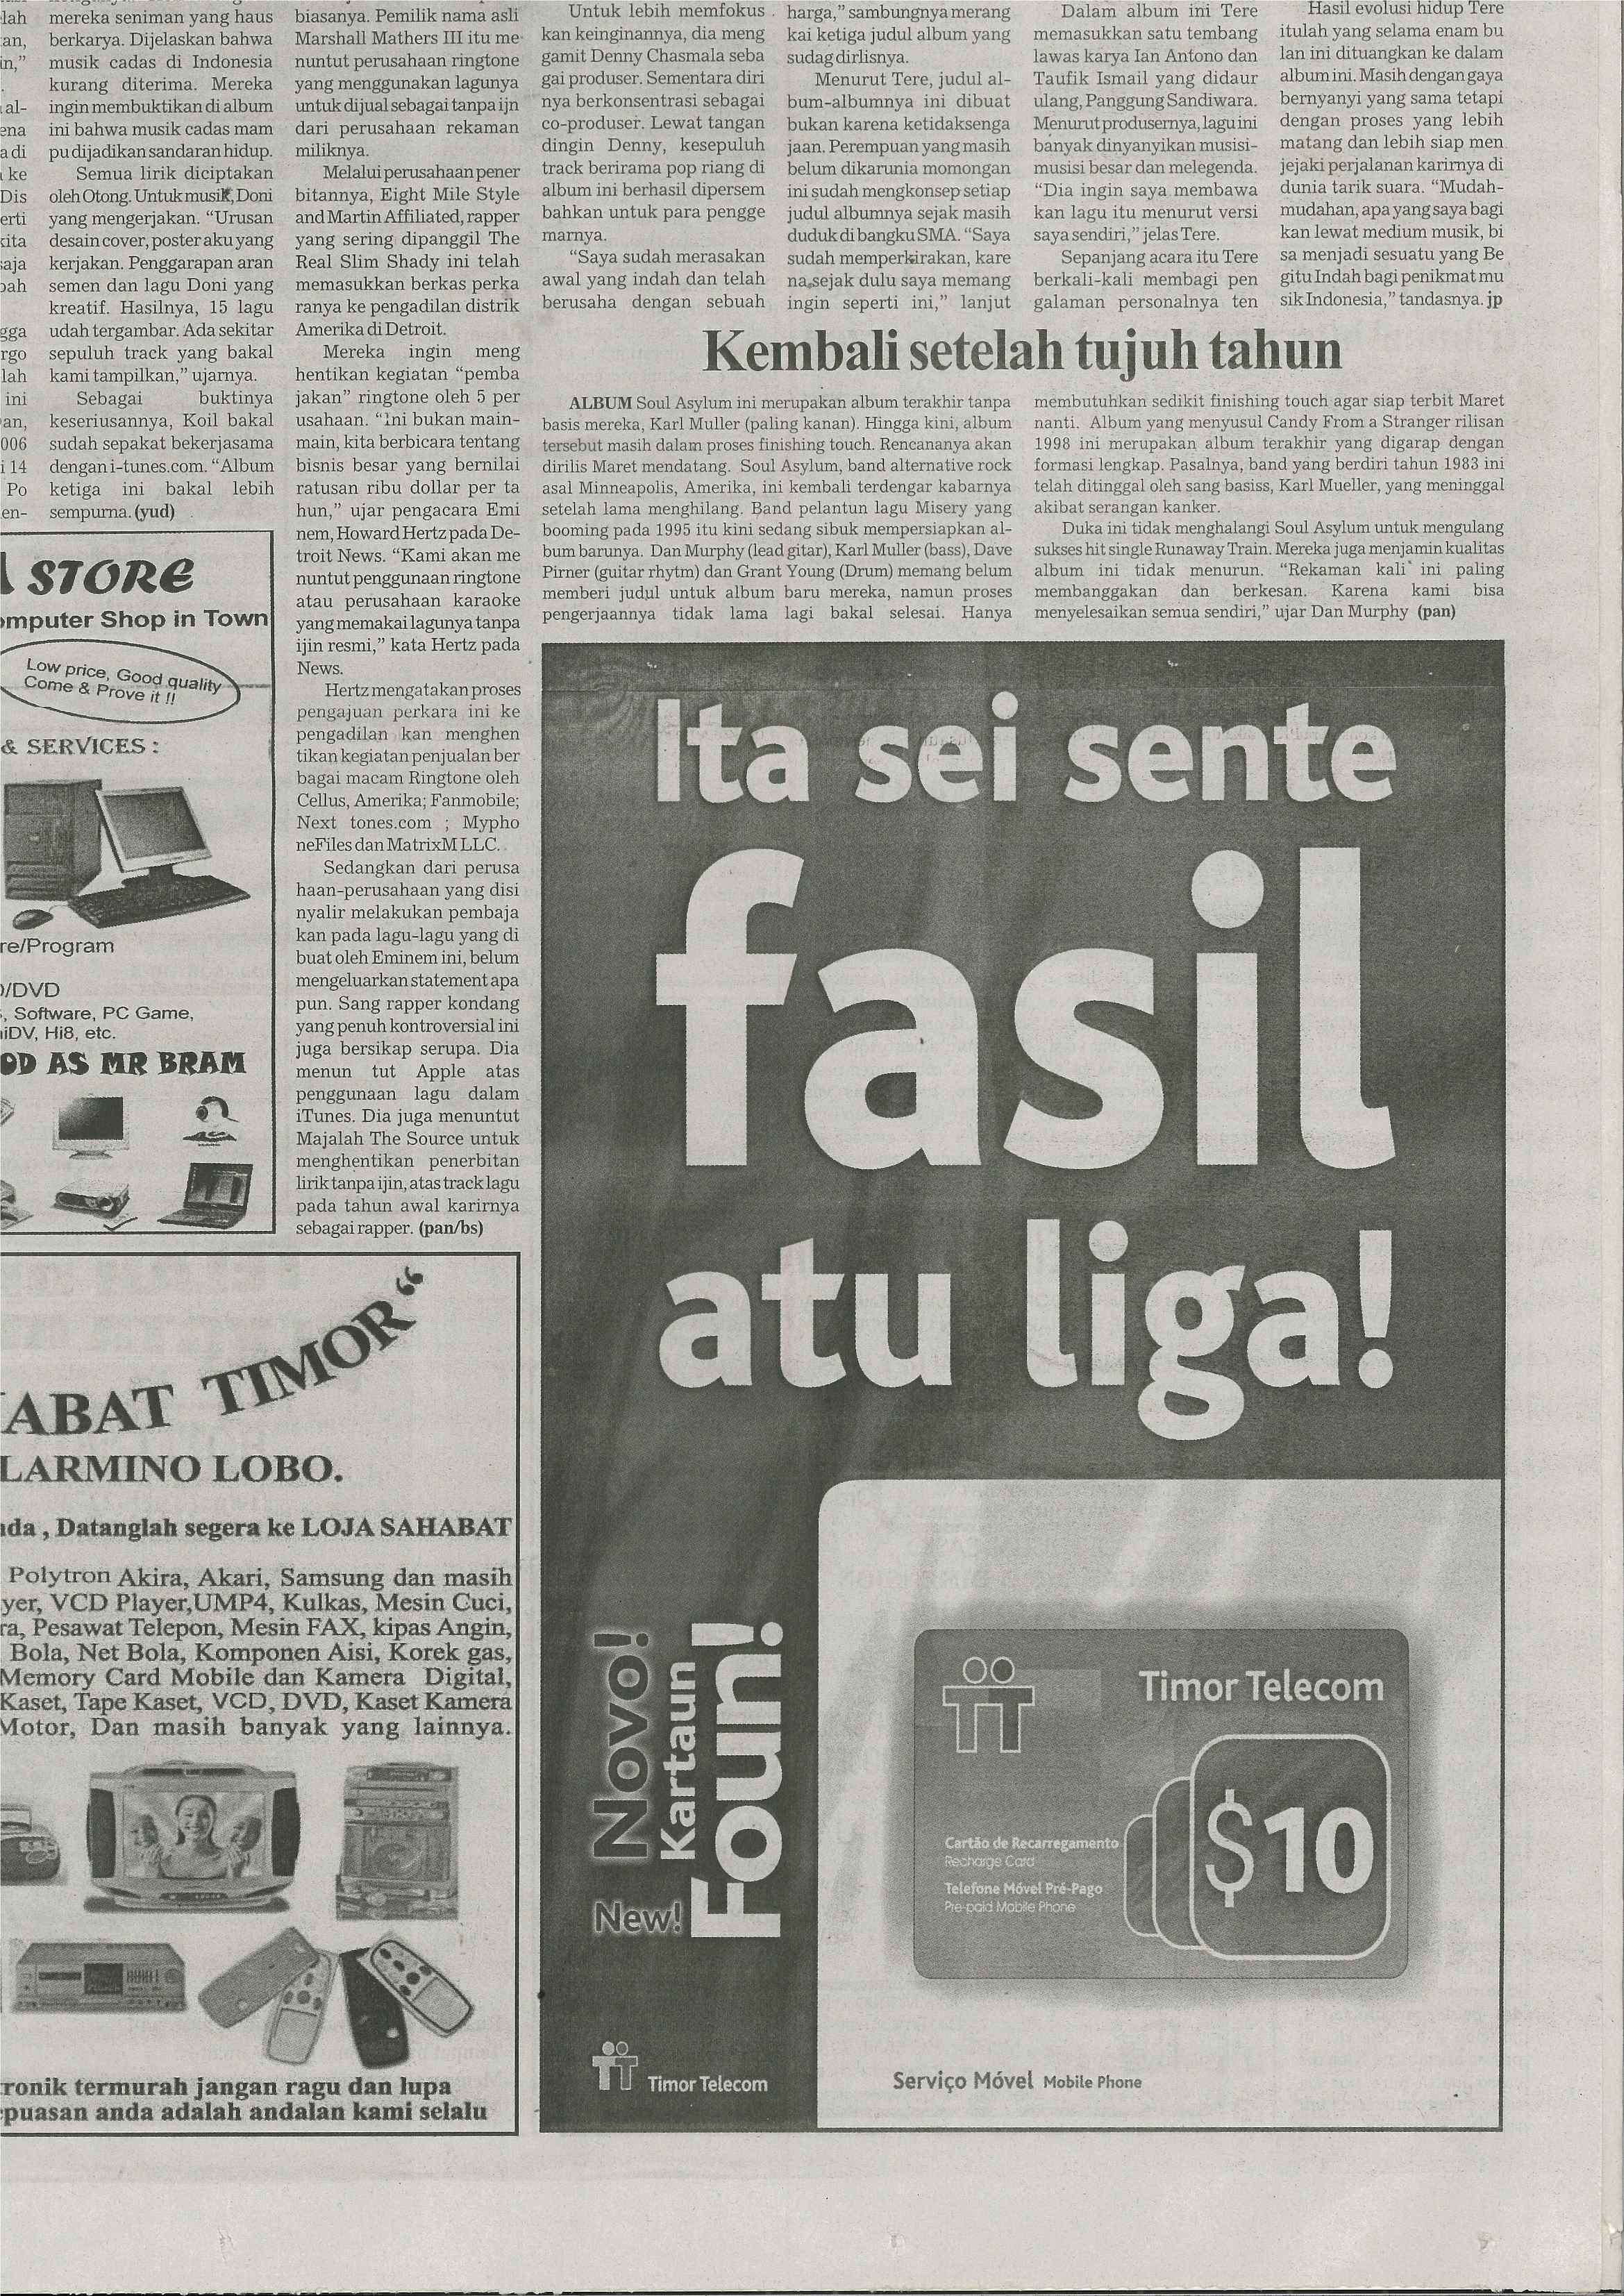 lah
an,
in,"
al-
ena
a di
ke
Dis
erti
kita
saja
bah
gga
rgo
lah
ini
an,
006
i 14
Po
en-
mereka seniman yang haus
berkarya. Dijelaskan bahwa
musik cadas di Indonesia
kurang diterima. Mereka
ingin membuktikan di album
ini bahwa musik cadas mam
pu dijadikan sandaran hidup.
Semua lirik diciptakan
oleh Otong. Untuk musik, Doni
yang mengerjakan. "Urusan
desain cover, poster aku yang
kerjakan. Penggarapan aran
semen dan lagu Doni yang
kreatif. Hasilnya, 15 lagu
udah tergambar. Ada sekitar
sepuluh track yang bakal
kami tampilkan," ujarnya.
Sebagai buktinya
keseriusannya, Koil bakal
sudah sepakat bekerjasama
dengan i-tunes.com. "Album
ketiga ini bakal lebih
sempurna. (yud)
biasanya. Pemilik nama asli
Marshall Mathers III itu me-
nuntut perusahaan ringtone
yang menggunakan lagunya
untuk dijual sebagai tanpa ijn
dari perusahaan rekaman
miliknya.
Melalui perusahaan pener
bitannya, Eight Mile Style
and Martin Affiliated, rapper
yang sering dipanggil The
Real Slim Shady ini telah
memasukkan berkas perka
ranya ke pengadilan distrik
Amerika di Detroit.
Mereka ingin meng
hentikan kegiatan "pemba
jakan" ringtone oleh 5 per
usahaan. "Ini bukan main-
main, kita berbicara tentang
bisnis besar yang bernilai
ratusan ribu dollar per ta
hun," ujar pengacara Emi
nem, Howard Hertz pada De-
troit News. "Kami akan me
nuntut penggunaan ringtone
atau perusahaan karaoke
yang memakai lagunya tanpa
ijin resmi," kata Hertz pada
News.
Hertz mengatakan proses
pengajuan perkara ini ke
pengadilan kan menghen
tikan kegiatan penjualan ber
bagai macam Ringtone oleh
Cellus, Amerika; Fanmobile;
Next tones.com ; Mypho
neFiles dan MatrixM LLC.
Sedangkan dari perusa
haan-perusahaan yang disi
nyalir melakukan pembaja
kan pada lagu-lagu yang di
buat oleh Eminem ini, belum
mengeluarkan statement apa
pun. Sang rapper kondang
yang penuh kontroversial ini
juga bersikap serupa. Dia
menun tut Apple atas
penggunaan lagu dalam
iTunes. Dia juga menuntut
Majalah The Source untuk
menghentikan penerbitan
lirik tanpa ijin, atas track lagu
pada tahun awal karirnya
sebagai rapper. (pan/bs)
Untuk lebih memfokus
kan keinginannya, dia meng
gamit Denny Chasmala seba
gai produser. Sementara diri
nya berkonsentrasi sebagai
co-produser. Lewat tangan
dingin Denny, kesepuluh
track berirama pop riang di
album ini berhasil dipersem
bahkan untuk para pengge
marnya.
"Saya sudah merasakan
awal yang indah dan telah
berusaha dengan sebuah
harga," sambungnya merang
kai ketiga judul album yang
sudag dirlisnya.
Menurut Tere, judul al-
bum-albumnya ini dibuat
bukan karena ketidaksenga
jaan. Perempuan yang masih
belum dikarunia momongan
ini sudah mengkonsep setiap
judul albumnya sejak masih
duduk di bangku SMA. "Saya
sudah memperkirakan, kare
na sejak dulu saya memang
ingin seperti ini," lanjut
Dalam album ini Tere
memasukkan satu tembang
lawas karya Ian Antono dan
Taufik Ismail yang didaur
ulang, Panggung Sandiwara.
Menurut produsernya, lagu ini
banyak dinyanyikan musisi-
musisi besar dan melegenda.
"Dia ingin saya membawa
kan lagu itu menurut versi
saya sendiri," jelas Tere.
Sepanjang acara itu Tere
berkali-kali membagi pen
galaman personalnya ten
Hasil evolusi hidup Tere
itulah yang selama enam bu
lan ini dituangkan ke dalam
album ini. Masih dengan gaya
bernyanyi yang sama tetapi
dengan proses yang lebih
matang dan lebih siap men
jejaki perjalanan karirnya di
dunia tarik suara. "Mudah-
mudahan, apa yang saya bagi
kan lewat medium musik, bi
sa menjadi sesuatu yang Be
gitu Indah bagi penikmat mu
sik Indonesia," tandasnya. jp
Kembali setelah tujuh tahun
ALBUM Soul Asylum ini merupakan album terakhir tanpa
basis mereka, Karl Muller (paling kanan). Hingga kini, album
tersebut masih dalam proses finishing touch. Rencananya akan
dirilis Maret mendatang. Soul Asylum, band alternative rock
asal Minneapolis, Amerika, ini kembali terdengar kabarnya
setelah lama menghilang. Band pelantun lagu Misery yang
booming pada 1995 itu kini sedang sibuk mempersiapkan al-
bum barunya. Dan Murphy (lead gitar), Karl Muller (bass), Dave
Pirner (guitar rhytm) dan Grant Young (Drum) memang belum
memberi judul untuk album baru mereka, namun proses
pengerjaannya tidak lama lagi bakal selesai. Hanya
membutuhkan sedikit finishing touch agar siap terbit Maret
nanti. Album yang menyusul Candy From a Stranger rilisan
1998 ini merupakan album terakhir yang digarap dengan
formasi lengkap. Pasalnya, band yang berdiri tahun 1983 ini
telah ditinggal oleh sang basiss, Karl Mueller, yang meninggal
akibat serangan kanker.
Duka ini tidak menghalangi Soul Asylum untuk mengulang
sukses hit single Runaway Train. Mereka juga menjamin kualitas
album ini tidak menurun. "Rekaman kali ini paling
membanggakan dan berkesan. Karena kami bisa
menyelesaikan semua sendiri," ujar Dan Murphy (pan)
STORE
omputer Shop in Town
Low price, Good quality
Come & Prove it !!
& SERVICES :
re/Program
/DVD
, Software, PC Game,
iDV, Hi8, etc.
OD AS MR BRAM
ABAT TIMOR“
LARMINO LOBO.
nda , Datanglah segera ke LOJA SAHABAT
Polytron Akira, Akari, Samsung dan masih
yer, VCD Player,UMP4, Kulkas, Mesin Cuci,
ra, Pesawat Telepon, Mesin FAX, kipas Angin,
Bola, Net Bola, Komponen Aisi, Korek gas,
Memory Card Mobile dan Kamera Digital,
Kaset, Tape Kaset, VCD, DVD, Kaset Kamera
Motor, Dan masih banyak yang lainnya.
ronik termurah jangan ragu dan lupa
puasan anda adalah andalan kami selalu
Ita sei sente
fasil
atu liga!
Novo!
Kartaun
Foun!
New!
Timor Telecom
$10
Cartão de Recarregamento
Recharge Card
Telefone Móvel Pré-Pago
Pre-paid Mobile Phone
Timor Telecom
Serviço Móvel Mobile Phone